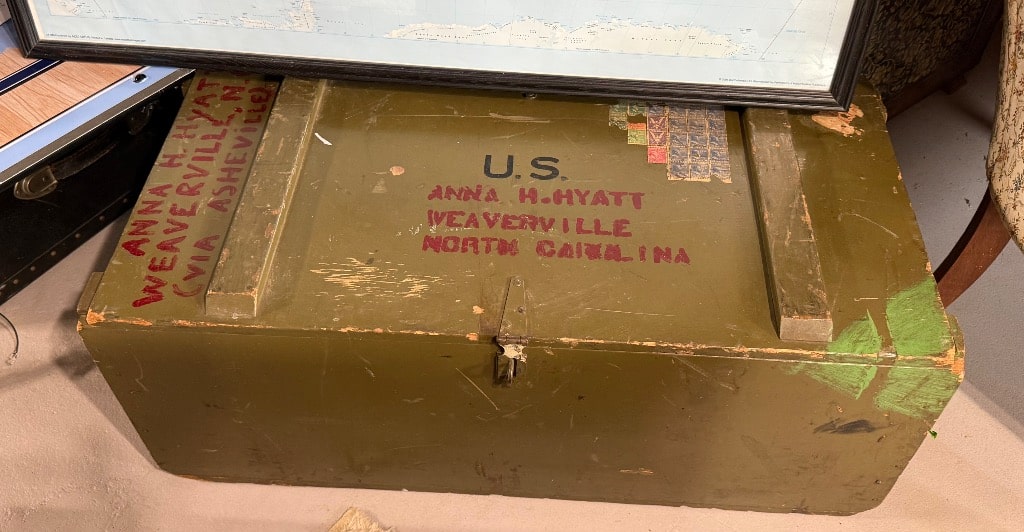 ANNA H. HYATT
WEAVERVILLE, N
(VIA ASHEVILLE)
U.S.
ANNA H. HYATT
WEAVERVILLE
NORTH CAROLINA